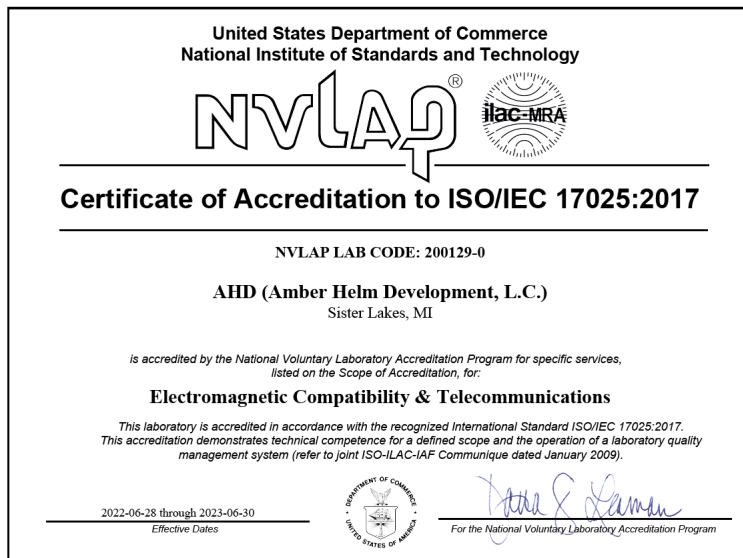 United States Department of Commerce
National Institute of Standards and Technology
NVLAP®
ilac-MRA
Certificate of Accreditation to ISO/IEC 17025:2017
NVLAP LAB CODE: 200129-0
AHD (Amber Helm Development, L.C.)
Sister Lakes, MI
is accredited by the National Voluntary Laboratory Accreditation Program for specific services,
listed on the Scope of Accreditation, for:
Electromagnetic Compatibility & Telecommunications
This laboratory is accredited in accordance with the recognized International Standard ISO/IEC 17025:2017.
This accreditation demonstrates technical competence for a defined scope and the operation of a laboratory quality
management system (refer to joint ISO-ILAC-IAF Communique dated January 2009).
2022-06-28 through 2023-06-30
Effective Dates
DEPARTMENT OF COMMERCE
UNITED STATES OF AMERICA
Dana S Leaman
For the National Voluntary Laboratory Accreditation Program